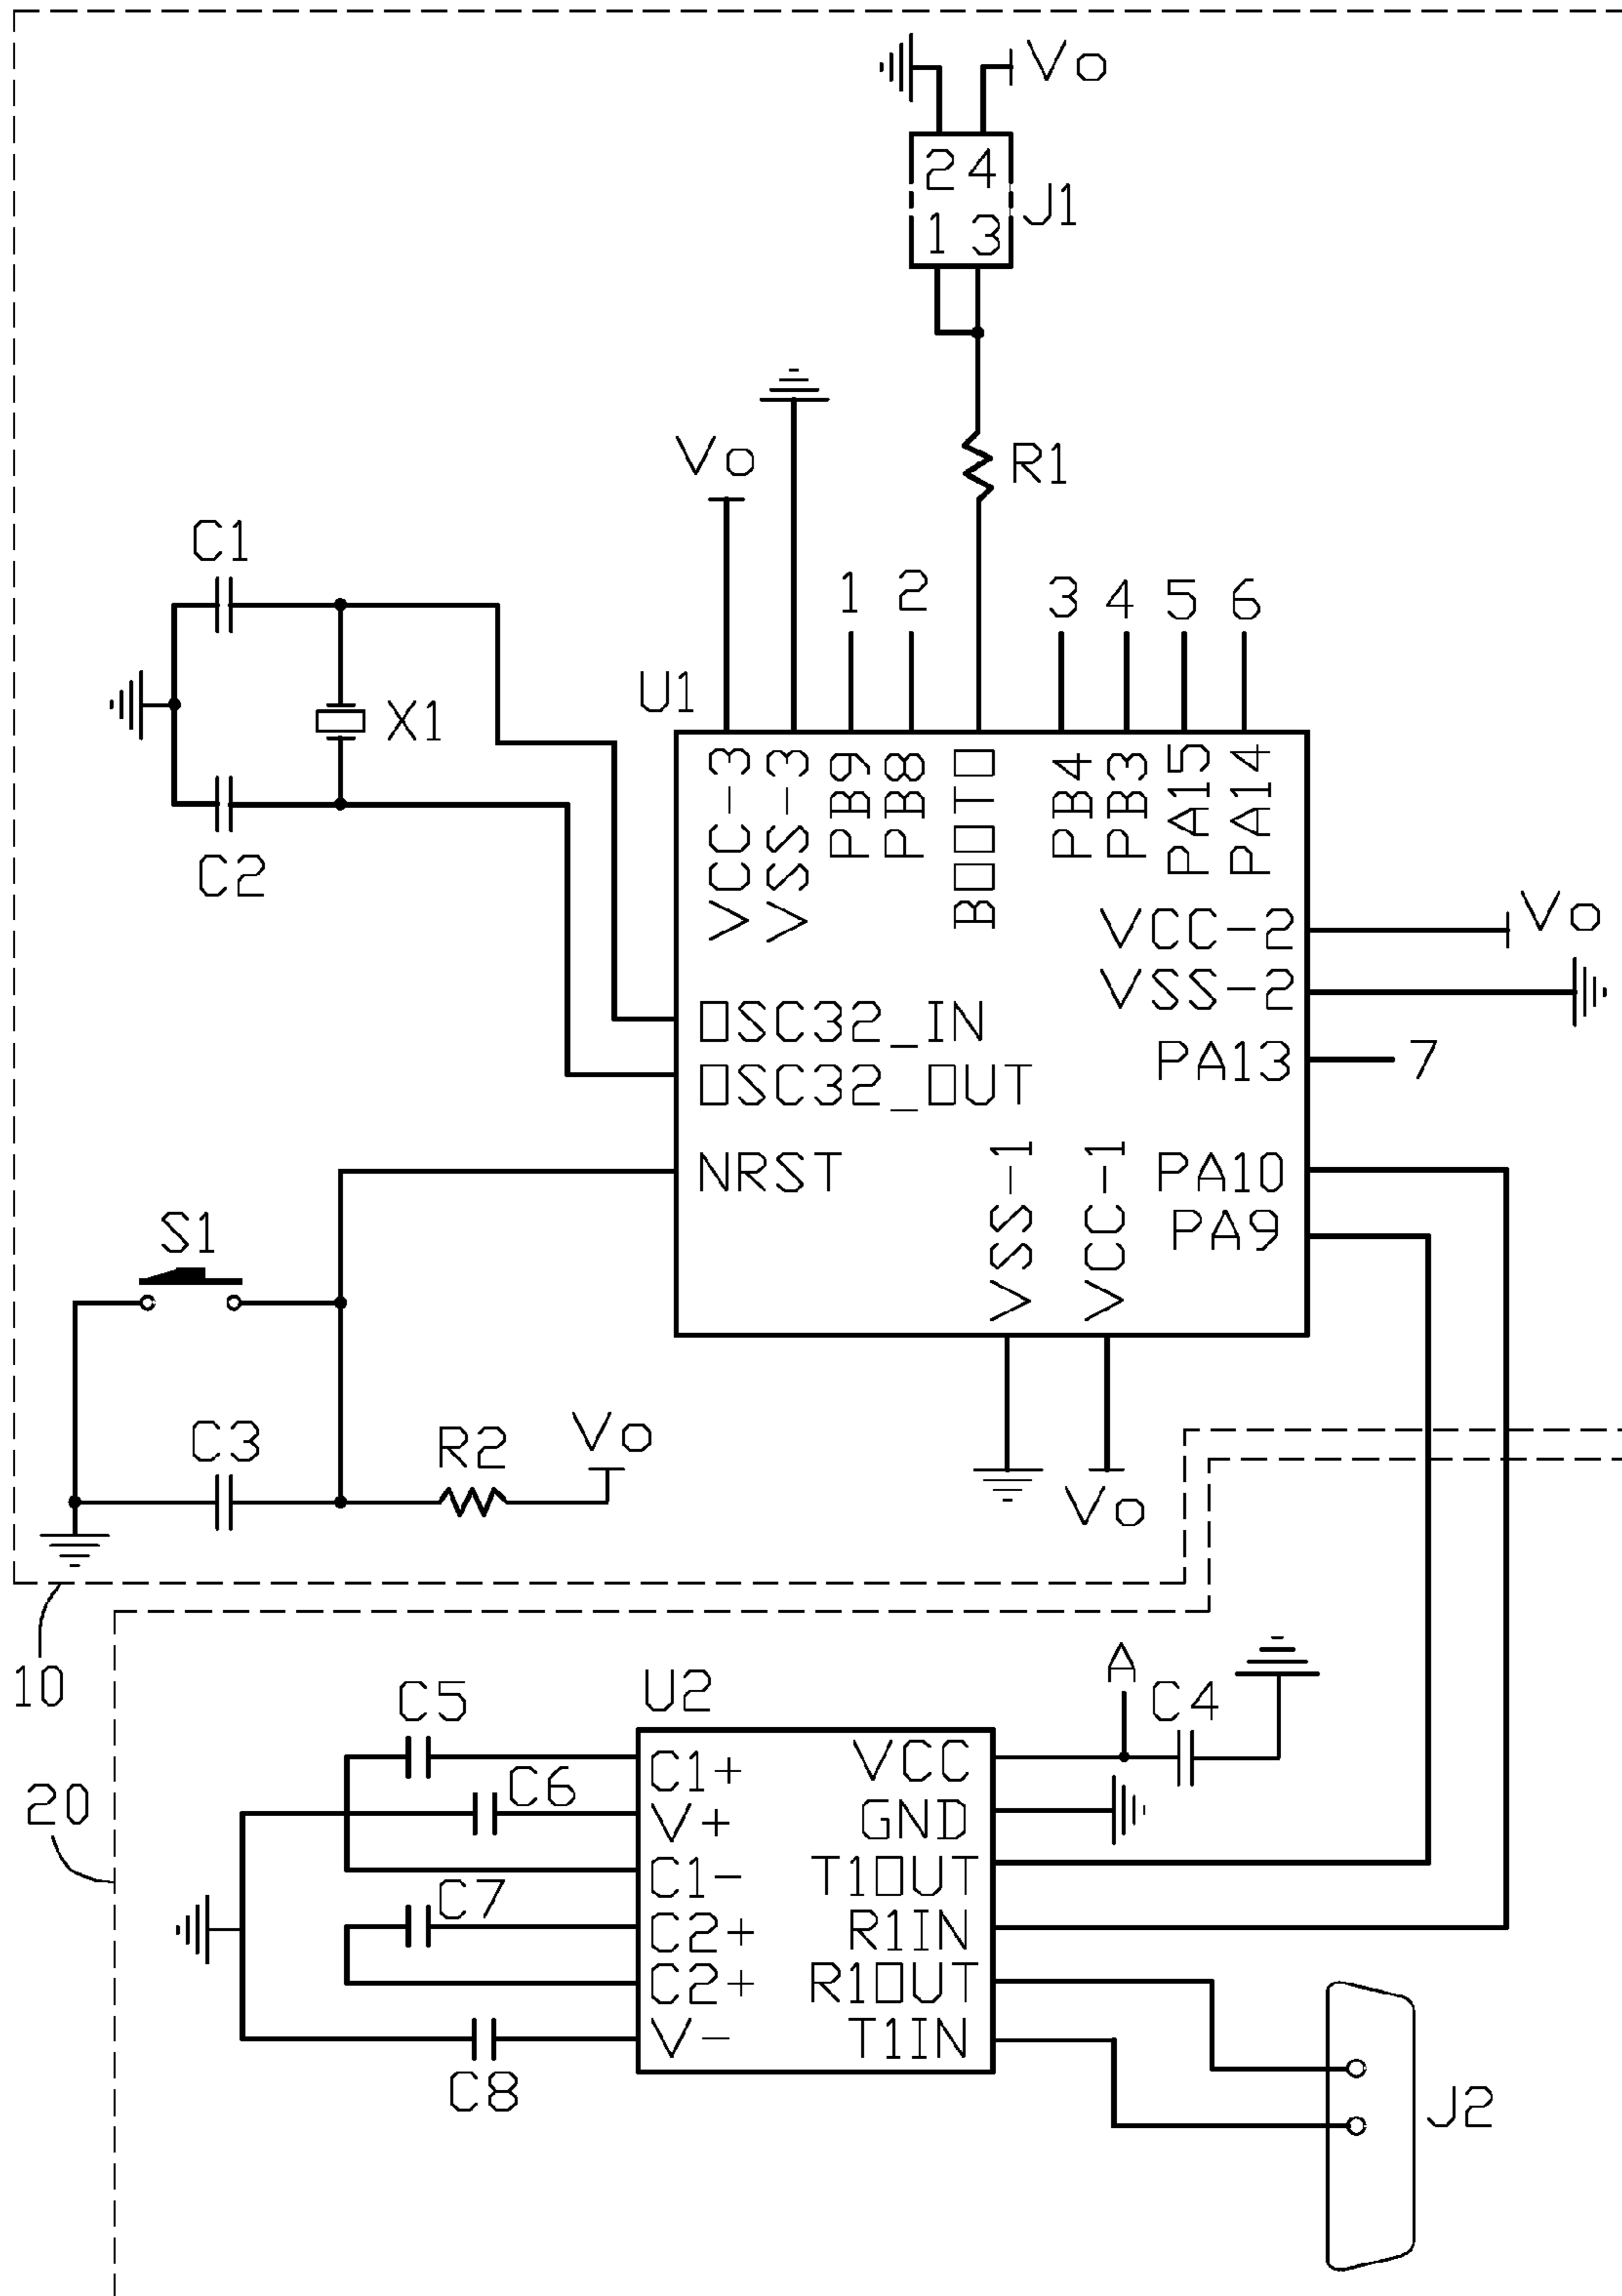 Vo
24
J1
13
Vo
R1
C1
1 2 3 4 5 6
U1
X1
VCC-3 VSS-3 PB9 PB8 BOOT0 PB4 PB3 PA15 PA14
C2
VCC-2 Vo
VSS-2
OSC32_IN
PA13 7
OSC32_OUT
NRST VSS-1 VCC-1 PA10
S1 PA9
C3 R2 Vo
Vo
10
A
C5 U2 C4
C1+ VCC
20 C6
V+ GND
C1- T1OUT
C7
C2+ R1IN
C2+ R1OUT
V- T1IN
C8 J2